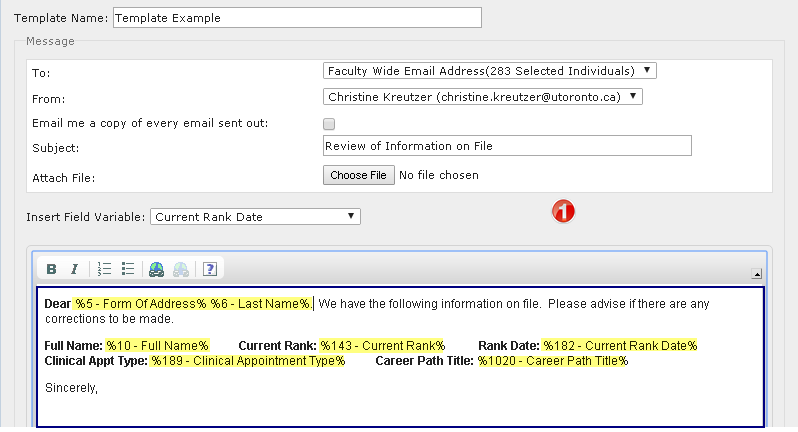 Template Name: Template Example
Message
To: Faculty Wide Email Address(283 Selected Individuals)
From: Christine Kreutzer (christine.kreutzer@utoronto.ca)
Email me a copy of every email sent out:
Subject: Review of Information on File
Attach File: Choose File No file chosen
1
Insert Field Variable: Current Rank Date
B I ?
Dear %5 - Form Of Address% %6 - Last Name%. We have the following information on file. Please advise if there are any
corrections to be made.
Full Name: %10 - Full Name% Current Rank: %143 - Current Rank% Rank Date: %182 - Current Rank Date%
Clinical Appt Type: %189 - Clinical Appointment Type% Career Path Title: %1020 - Career Path Title%
Sincerely,